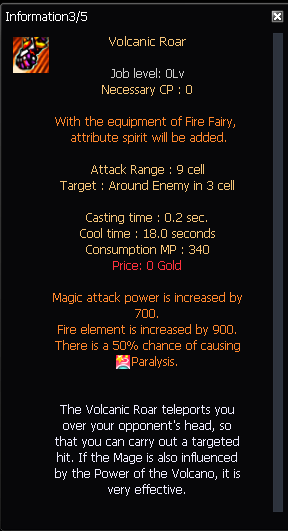 Information3/5
Volcanic Roar
Job level: 0Lv
Necessary CP : 0
With the equipment of Fire Fairy,
attribute spirit will be added.
Attack Range : 9 cell
Target : Around Enemy in 3 cell
Casting time : 0.2 sec.
Cool time : 18.0 seconds
Consumption MP : 340
Price: 0 Gold
Magic attack power is increased by
700.
Fire element is increased by 900.
There is a 50% chance of causing
Paralysis.
The Volcanic Roar teleports you
over your opponent's head, so
that you can carry out a targeted
hit. If the Mage is also influenced
by the Power of the Volcano, it is
very effective.